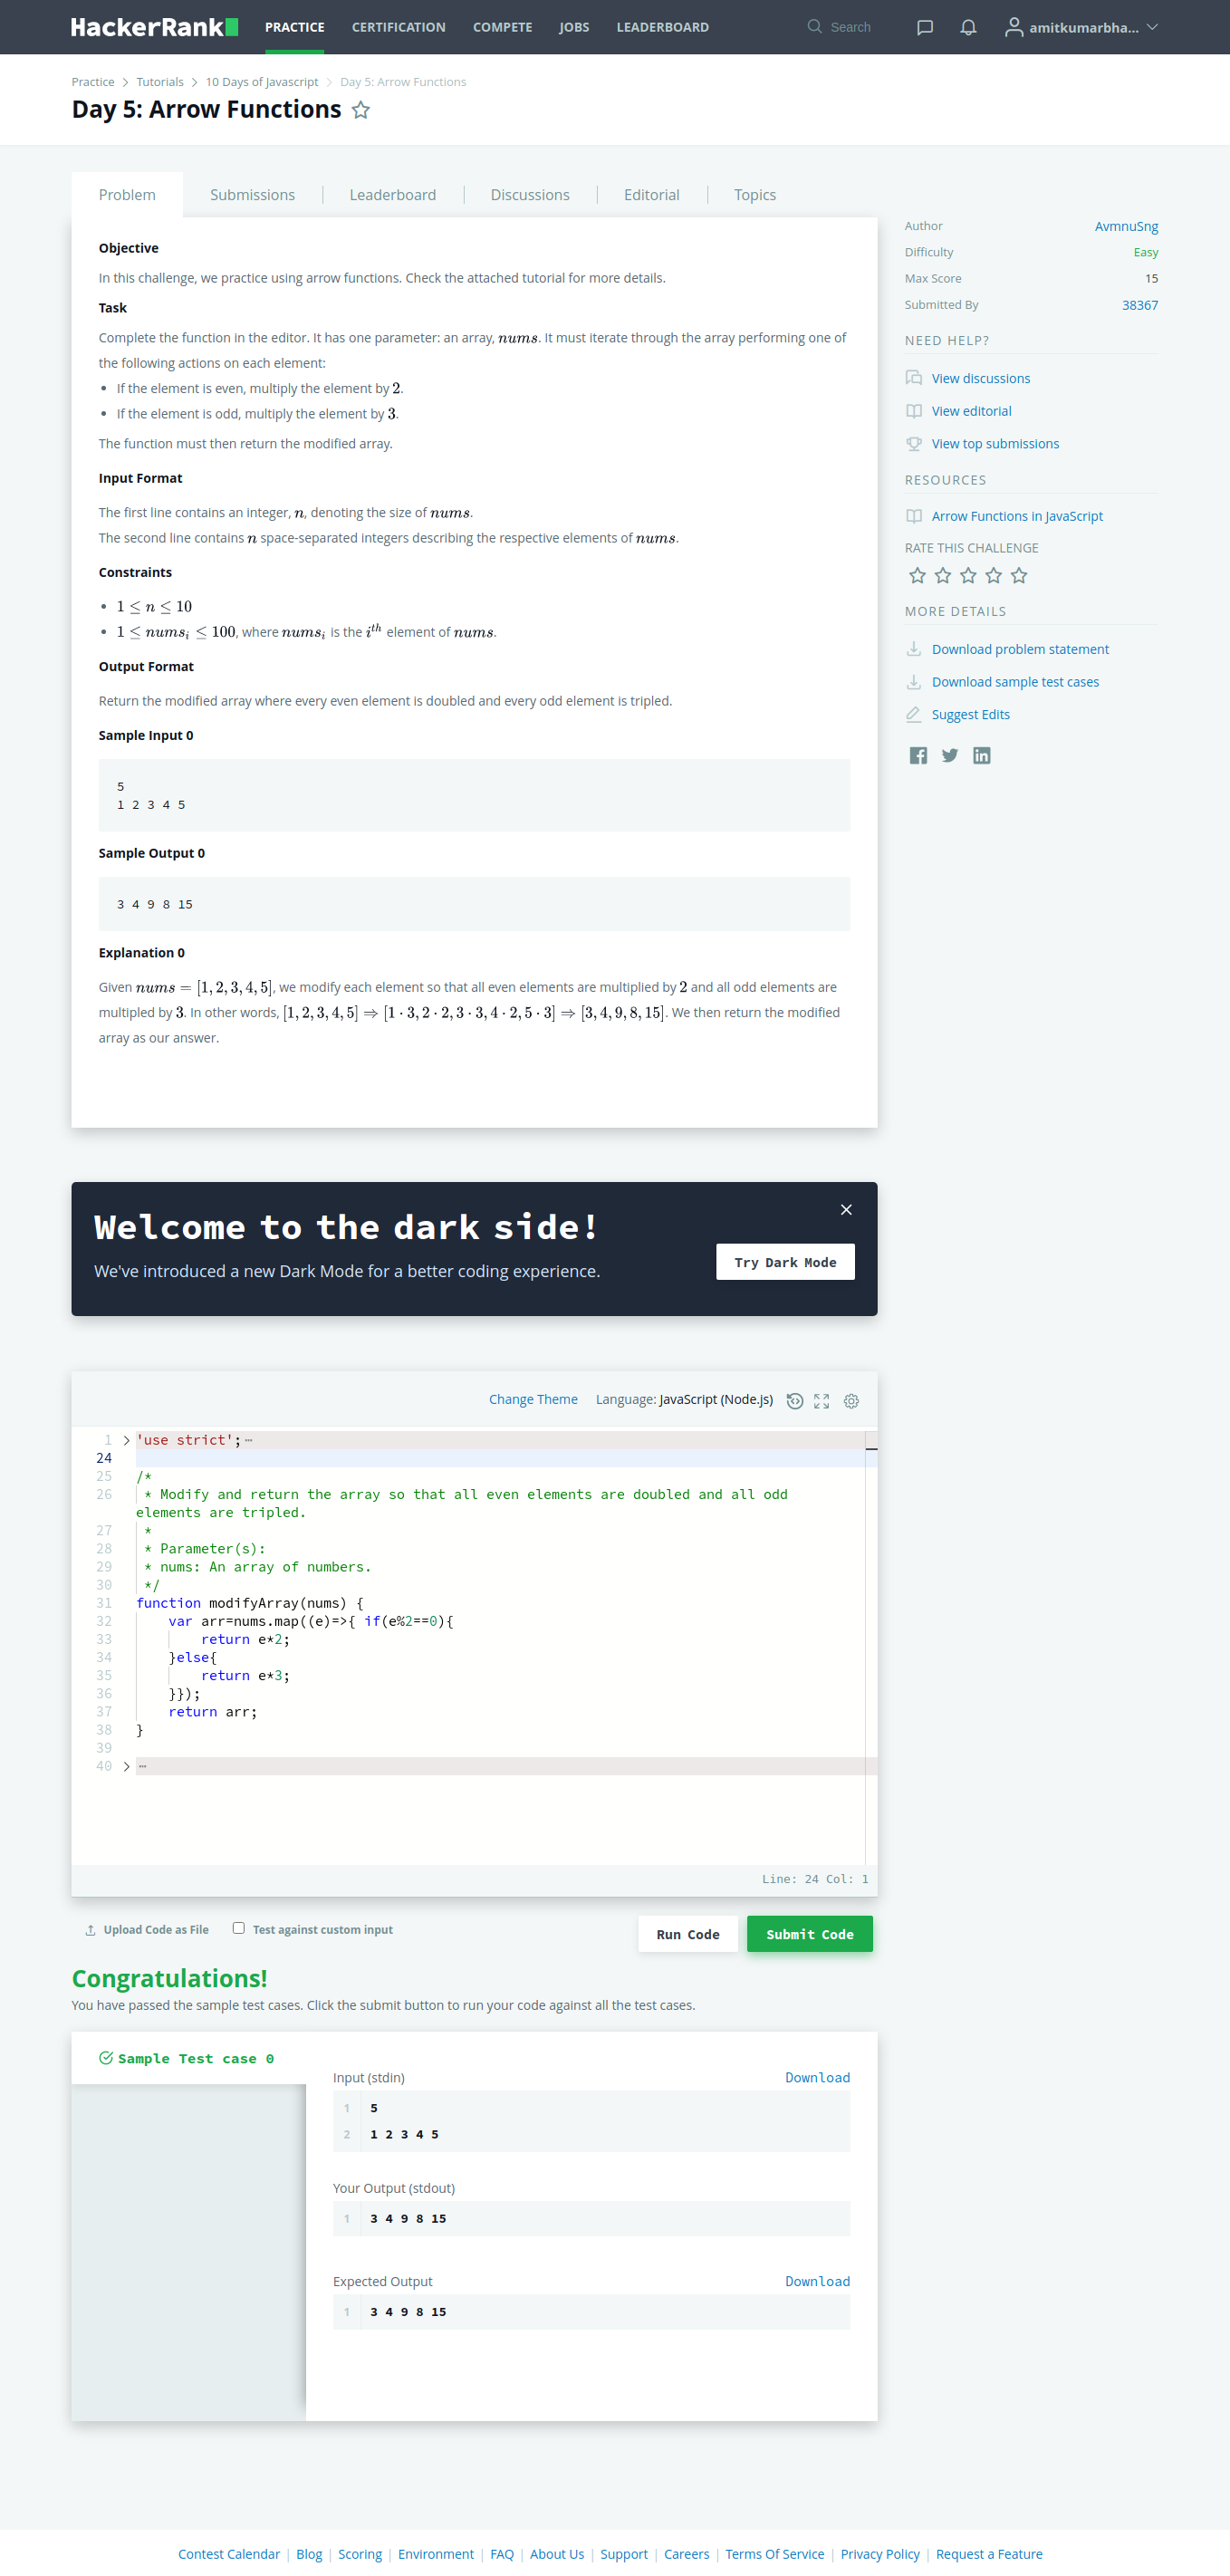 HackerRank
PRACTICE
CERTIFICATION
COMPETE
JOBS
LEADERBOARD
Search
amitkumarbha...
Practice > Tutorials > 10 Days of Javascript > Day 5: Arrow Functions
Day 5: Arrow Functions
Problem
Submissions
Leaderboard
Discussions
Editorial
Topics
Objective
In this challenge, we practice using arrow functions. Check the attached tutorial for more details.
Task
Complete the function in the editor. It has one parameter: an array, nums. It must iterate through the array performing one of
the following actions on each element:
• If the element is even, multiply the element by 2.
• If the element is odd, multiply the element by 3.
The function must then return the modified array.
Input Format
The first line contains an integer, n, denoting the size of nums.
The second line contains n space-separated integers describing the respective elements of nums.
Constraints
• 1 ≤ n ≤ 10
• 1 ≤ nums_i ≤ 100, where nums_i is the i^th element of nums.
Output Format
Return the modified array where every even element is doubled and every odd element is tripled.
Sample Input 0
5
1 2 3 4 5
Sample Output 0
3 4 9 8 15
Explanation 0
Given nums = [1, 2, 3, 4, 5], we modify each element so that all even elements are multiplied by 2 and all odd elements are
multipled by 3. In other words, [1, 2, 3, 4, 5] ⇒ [1 · 3, 2 · 2, 3 · 3, 4 · 2, 5 · 3] ⇒ [3, 4, 9, 8, 15]. We then return the modified
array as our answer.
Author AvmnuSng
Difficulty Easy
Max Score 15
Submitted By 38367
NEED HELP?
View discussions
View editorial
View top submissions
RESOURCES
Arrow Functions in JavaScript
RATE THIS CHALLENGE
MORE DETAILS
Download problem statement
Download sample test cases
Suggest Edits
Welcome to the dark side!
We've introduced a new Dark Mode for a better coding experience.
Try Dark Mode
Change Theme
Language: JavaScript (Node.js)
1 'use strict';
24
25 /*
26 * Modify and return the array so that all even elements are doubled and all odd
elements are tripled.
27 *
28 * Parameter(s):
29 * nums: An array of numbers.
30 */
31 function modifyArray(nums) {
32 var arr=nums.map((e)=>{ if(e%2==0){
33 return e*2;
34 }else{
35 return e*3;
36 }});
37 return arr;
38 }
39
40
Line: 24 Col: 1
Upload Code as File
Test against custom input
Run Code
Submit Code
Congratulations!
You have passed the sample test cases. Click the submit button to run your code against all the test cases.
Sample Test case 0
Input (stdin)
Download
1 5
2 1 2 3 4 5
Your Output (stdout)
1 3 4 9 8 15
Expected Output
Download
1 3 4 9 8 15
Contest Calendar | Blog | Scoring | Environment | FAQ | About Us | Support | Careers | Terms Of Service | Privacy Policy | Request a Feature